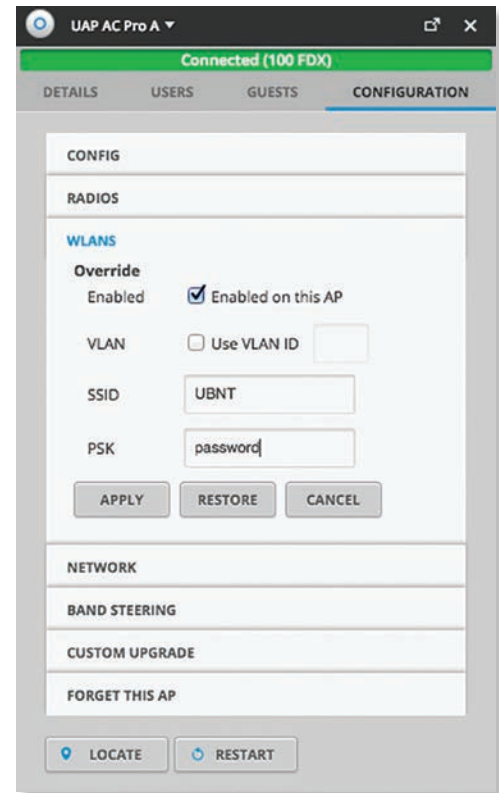 UAP AC Pro A
Connected (100 FDX)
DETAILS USERS GUESTS CONFIGURATION
CONFIG
RADIOS
WLANS
Override
Enabled Enabled on this AP
VLAN Use VLAN ID
SSID UBNT
PSK password
APPLY RESTORE CANCEL
NETWORK
BAND STEERING
CUSTOM UPGRADE
FORGET THIS AP
LOCATE RESTART